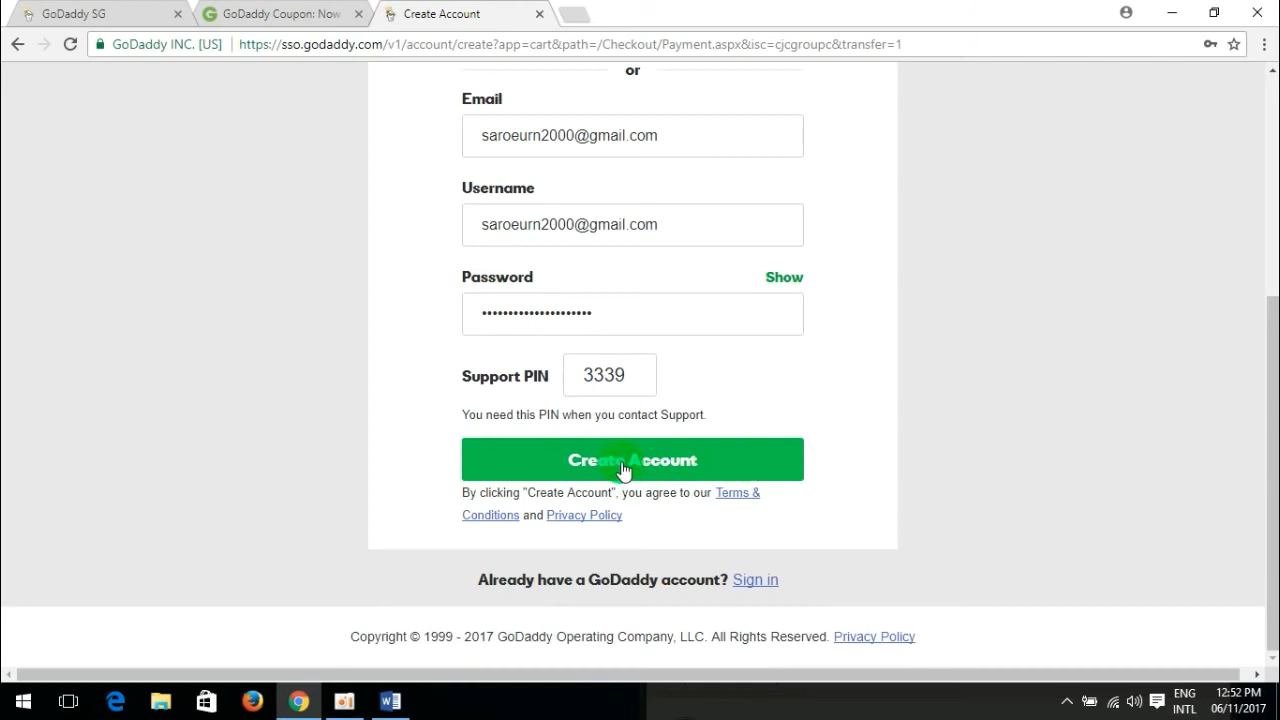 GoDaddy SG
GoDaddy Coupon: Now
Create Account
GoDaddy INC. [US]
https://sso.godaddy.com/v1/account/create?app=cart&path=/Checkout/Payment.aspx&isc=cjcgroupc&transfer=1
or
Email
saroeurn2000@gmail.com
Username
saroeurn2000@gmail.com
Password Show
•••••••••••••••••••••
Support PIN 3339
You need this PIN when you contact Support.
Create Account
By clicking "Create Account", you agree to our Terms &
Conditions and Privacy Policy
Already have a GoDaddy account? Sign in
Copyright © 1999 - 2017 GoDaddy Operating Company, LLC. All Rights Reserved. Privacy Policy
ENG 12:52 PM
INTL 06/11/2017